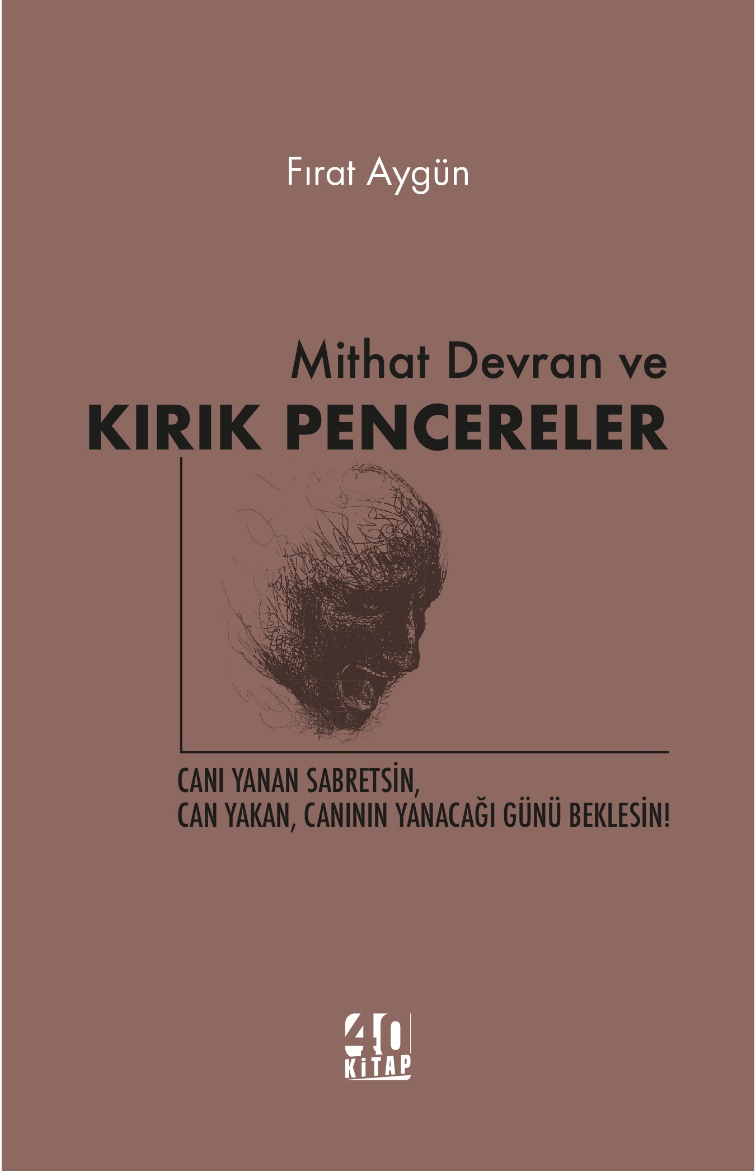 Fırat Aygün
Mithat Devran ve
KIRIK PENCERELER
CANI YANAN SABRETSİN,
CAN YAKAN, CANININ YANACAĞI GÜNÜ BEKLESİN!
40
KİTAP